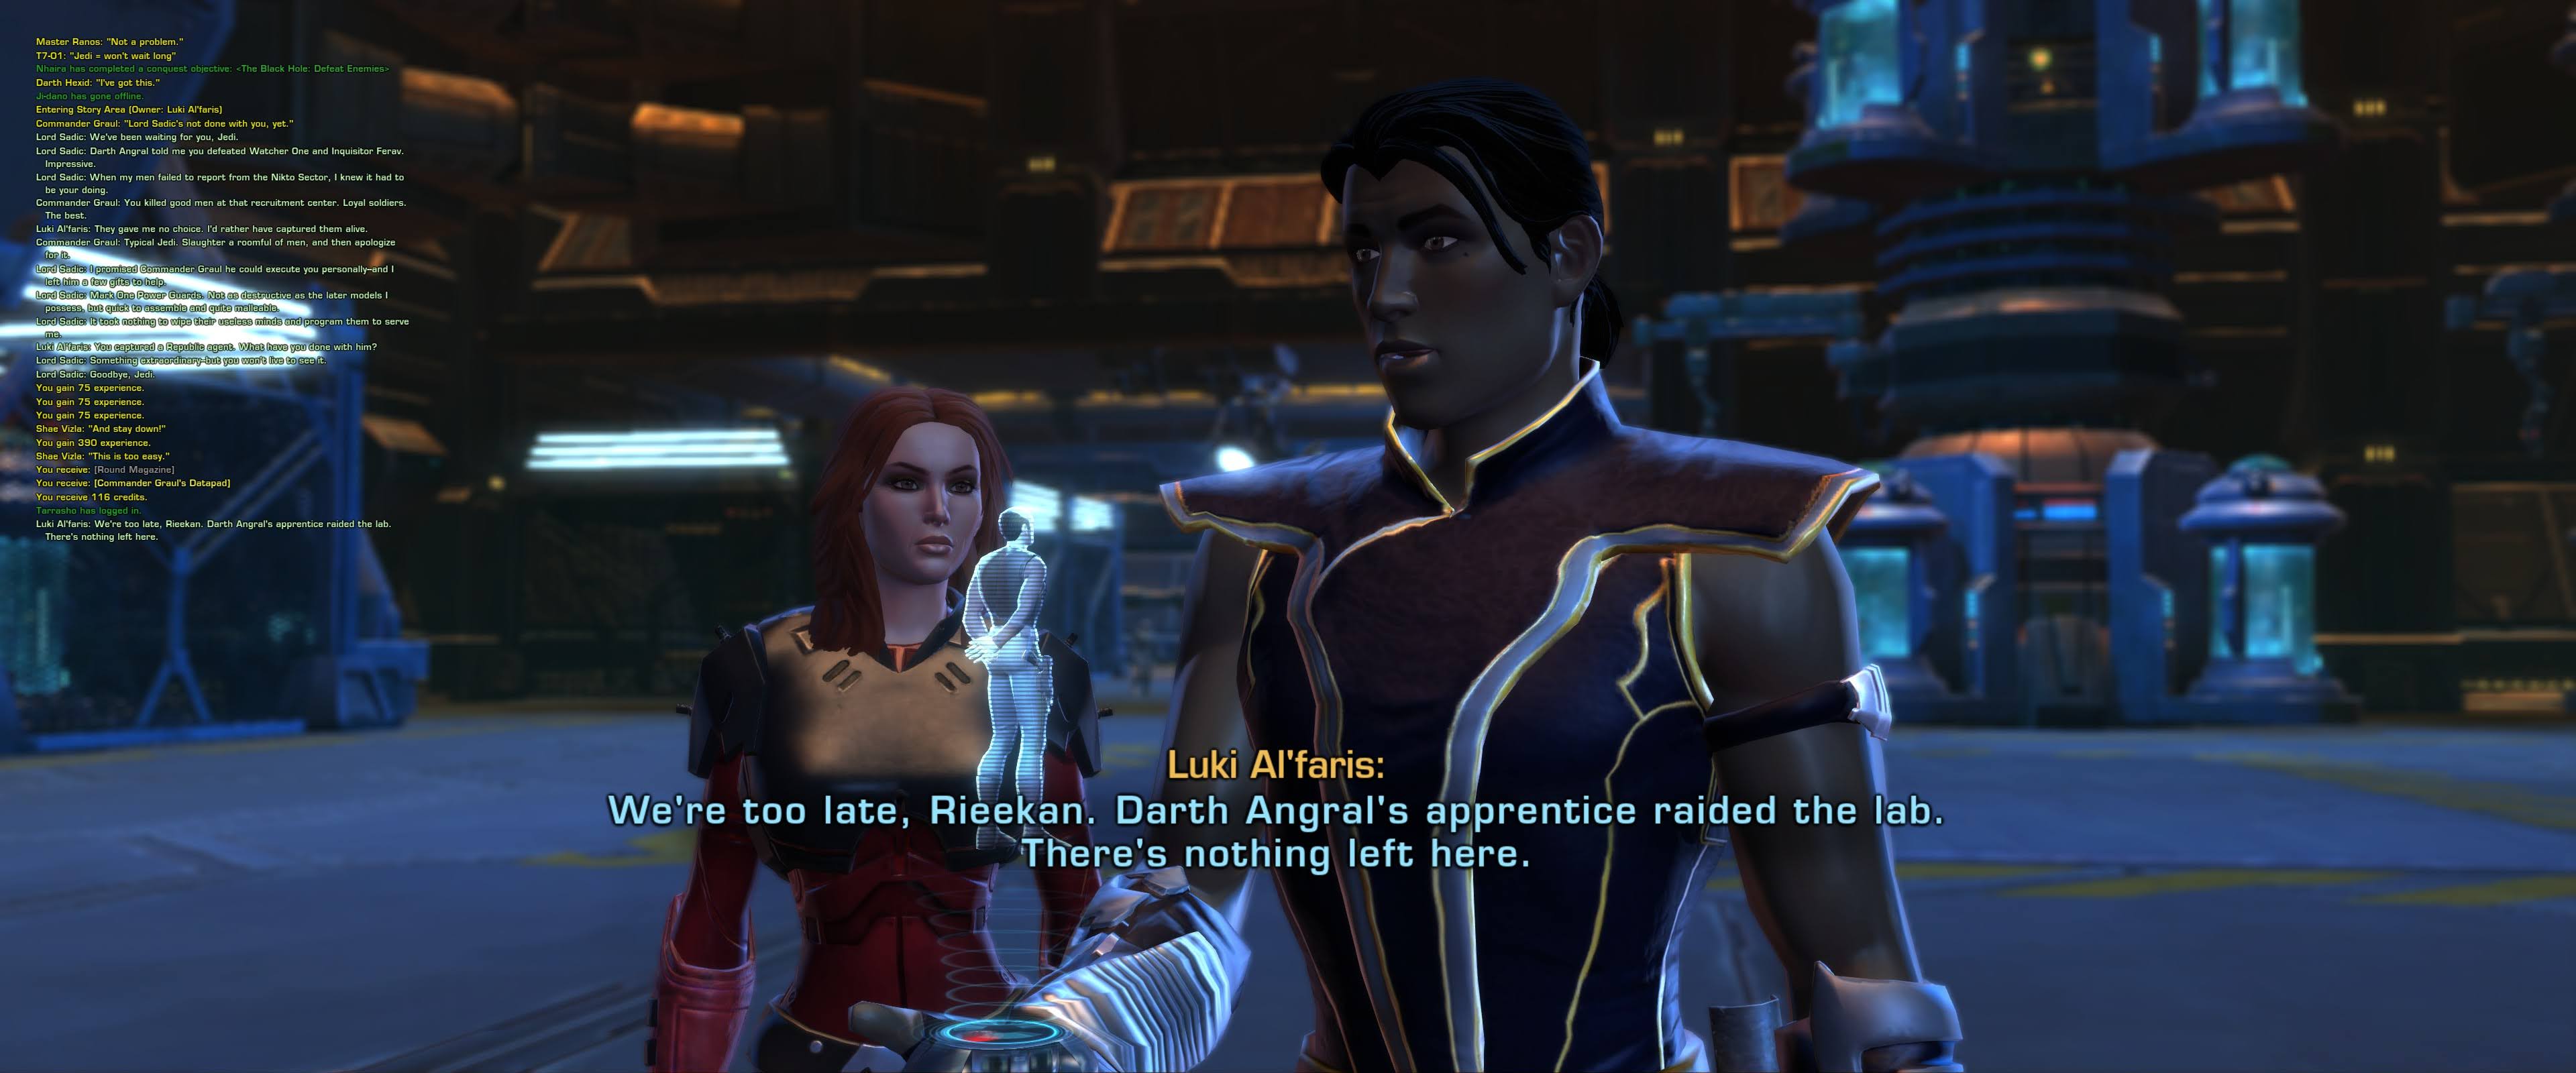 Master Ranos: "Not a problem."
T7-01: "Jedi = won't wait long"
Nhaira has completed a conquest objective: <The Black Hole: Defeat Enemies>
Darth Hexid: "I've got this."
Ji-dano has gone offline.
Entering Story Area [Owner: Luki Al'faris]
Commander Graul: "Lord Sadic's not done with you, yet."
Lord Sadic: We've been waiting for you, Jedi.
Lord Sadic: Darth Angral told me you defeated Watcher One and Inquisitor Ferav.
Impressive.
Lord Sadic: When my men failed to report from the Nikto Sector, I knew it had to
be your doing.
Commander Graul: You killed good men at that recruitment center. Loyal soldiers.
The best.
Luki Al'faris: They gave me no choice. I'd rather have captured them alive.
Commander Graul: Typical Jedi. Slaughter a roomful of men, and then apologize
for it.
Lord Sadic: I promised Commander Graul he could execute you personally—and I
left him a few gifts to help.
Lord Sadic: Mark One Power Guards. Not as destructive as the later models I
possess, but quick to assemble and quite malleable.
Lord Sadic: It took nothing to wipe their useless minds and program them to serve
me.
Luki Al'faris: You captured a Republic agent. What have you done with him?
Lord Sadic: Something extraordinary—but you won't live to see it.
Lord Sadic: Goodbye, Jedi.
You gain 75 experience.
You gain 75 experience.
You gain 75 experience.
Shae Vizla: "And stay down!"
You gain 390 experience.
Shae Vizla: "This is too easy."
You receive: [Round Magazine]
You receive: [Commander Graul's Datapad]
You receive 116 credits.
Tarrasho has logged in.
Luki Al'faris: We're too late, Rieekan. Darth Angral's apprentice raided the lab.
There's nothing left here.
Luki Al'faris:
We're too late, Rieekan. Darth Angral's apprentice raided the lab.
There's nothing left here.